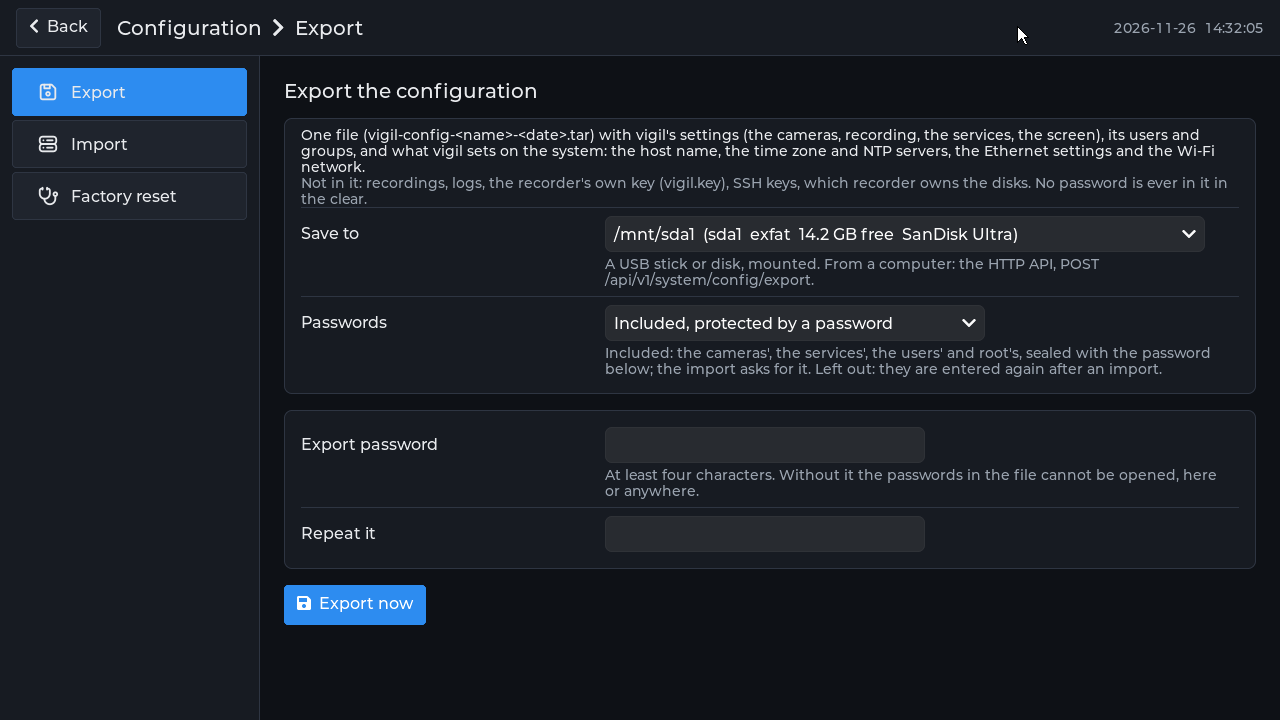 Back
Configuration > Export
2026-11-26 14:32:05
Export
Import
Factory reset
Export the configuration
One file (vigil-config-<name>-<date>.tar) with vigil's settings (the cameras, recording, the services, the screen), its users and
groups, and what vigil sets on the system: the host name, the time zone and NTP servers, the Ethernet settings and the Wi-Fi
network.
Not in it: recordings, logs, the recorder's own key (vigil.key), SSH keys, which recorder owns the disks. No password is ever in it in
the clear.
Save to
/mnt/sda1 (sda1 exfat 14.2 GB free SanDisk Ultra)
A USB stick or disk, mounted. From a computer: the HTTP API, POST
/api/v1/system/config/export.
Passwords
Included, protected by a password
Included: the cameras', the services', the users' and root's, sealed with the password
below; the import asks for it. Left out: they are entered again after an import.
Export password
At least four characters. Without it the passwords in the file cannot be opened, here
or anywhere.
Repeat it
Export now